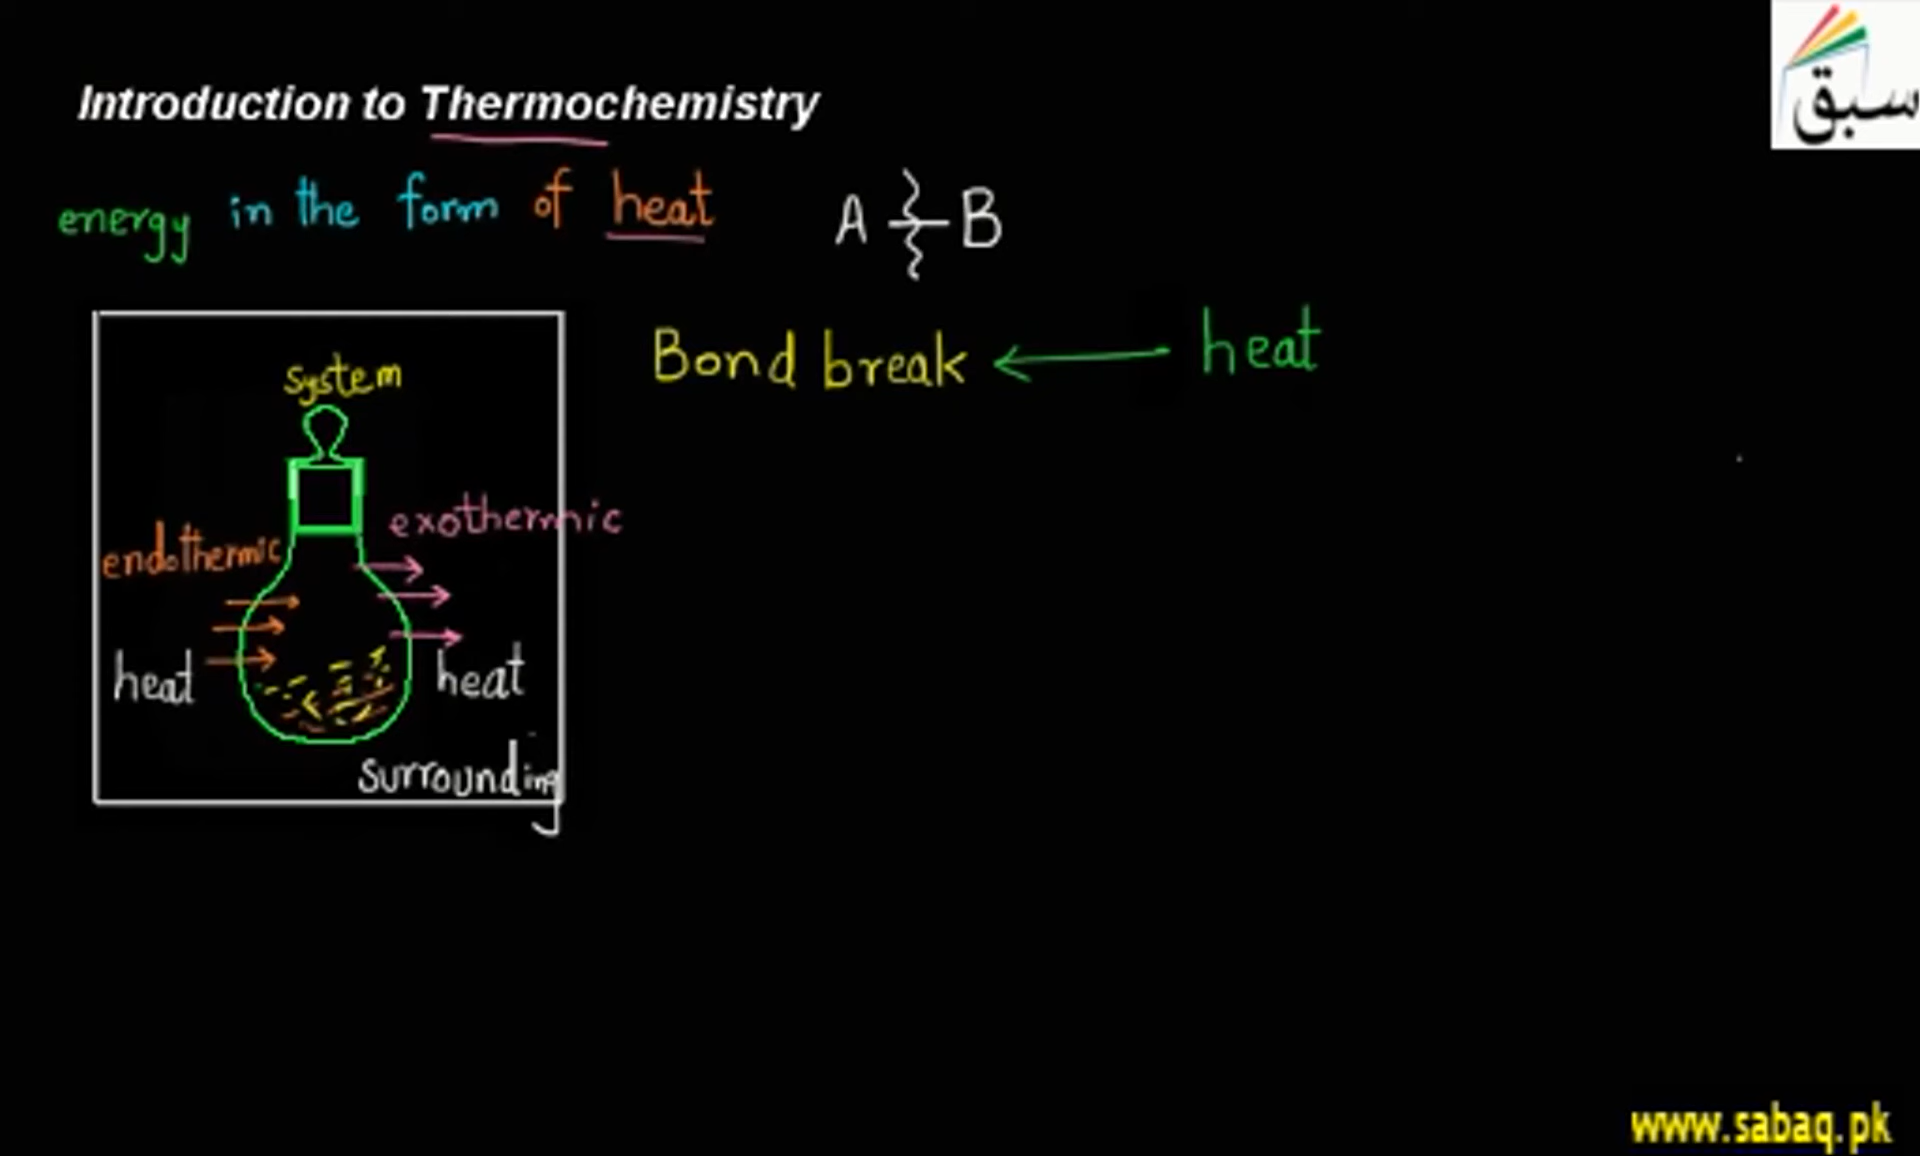 سبق
Introduction to Thermochemistry
energy in the form of heat
A B
Bond break heat
system
exothermic
endothermic
heat heat
surrounding
www.sabaq.pk